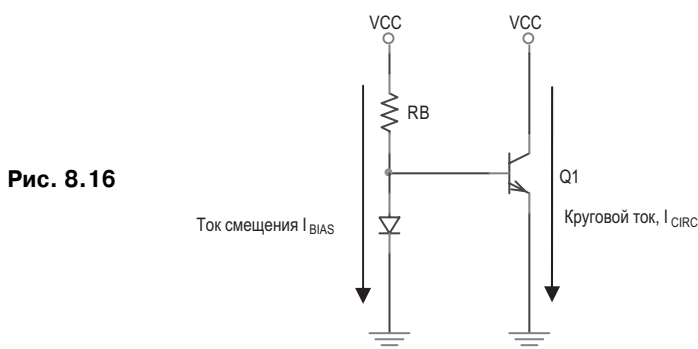 VCC
VCC
RB
Рис. 8.16
Q1
Ток смещения I BIAS
Круговой ток, I CIRC